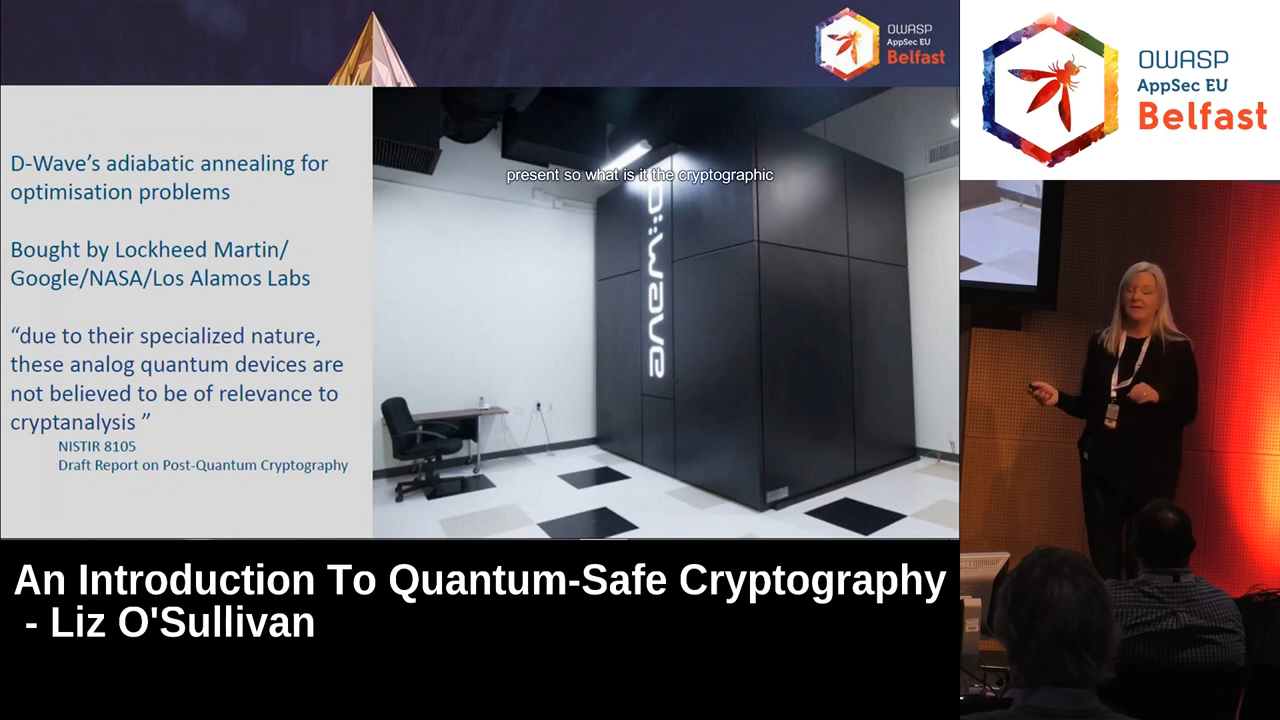 OWASP
AppSec EU
Belfast
D-Wave’s adiabatic annealing for
optimisation problems
Bought by Lockheed Martin/
Google/NASA/Los Alamos Labs
“due to their specialized nature,
these analog quantum devices are
not believed to be of relevance to
cryptanalysis ”
NISTIR 8105
Draft Report on Post-Quantum Cryptography
present so what is it the cryptographic
D:WAVE
OWASP
AppSec EU
Belfast
An Introduction To Quantum-Safe Cryptography
- Liz O'Sullivan